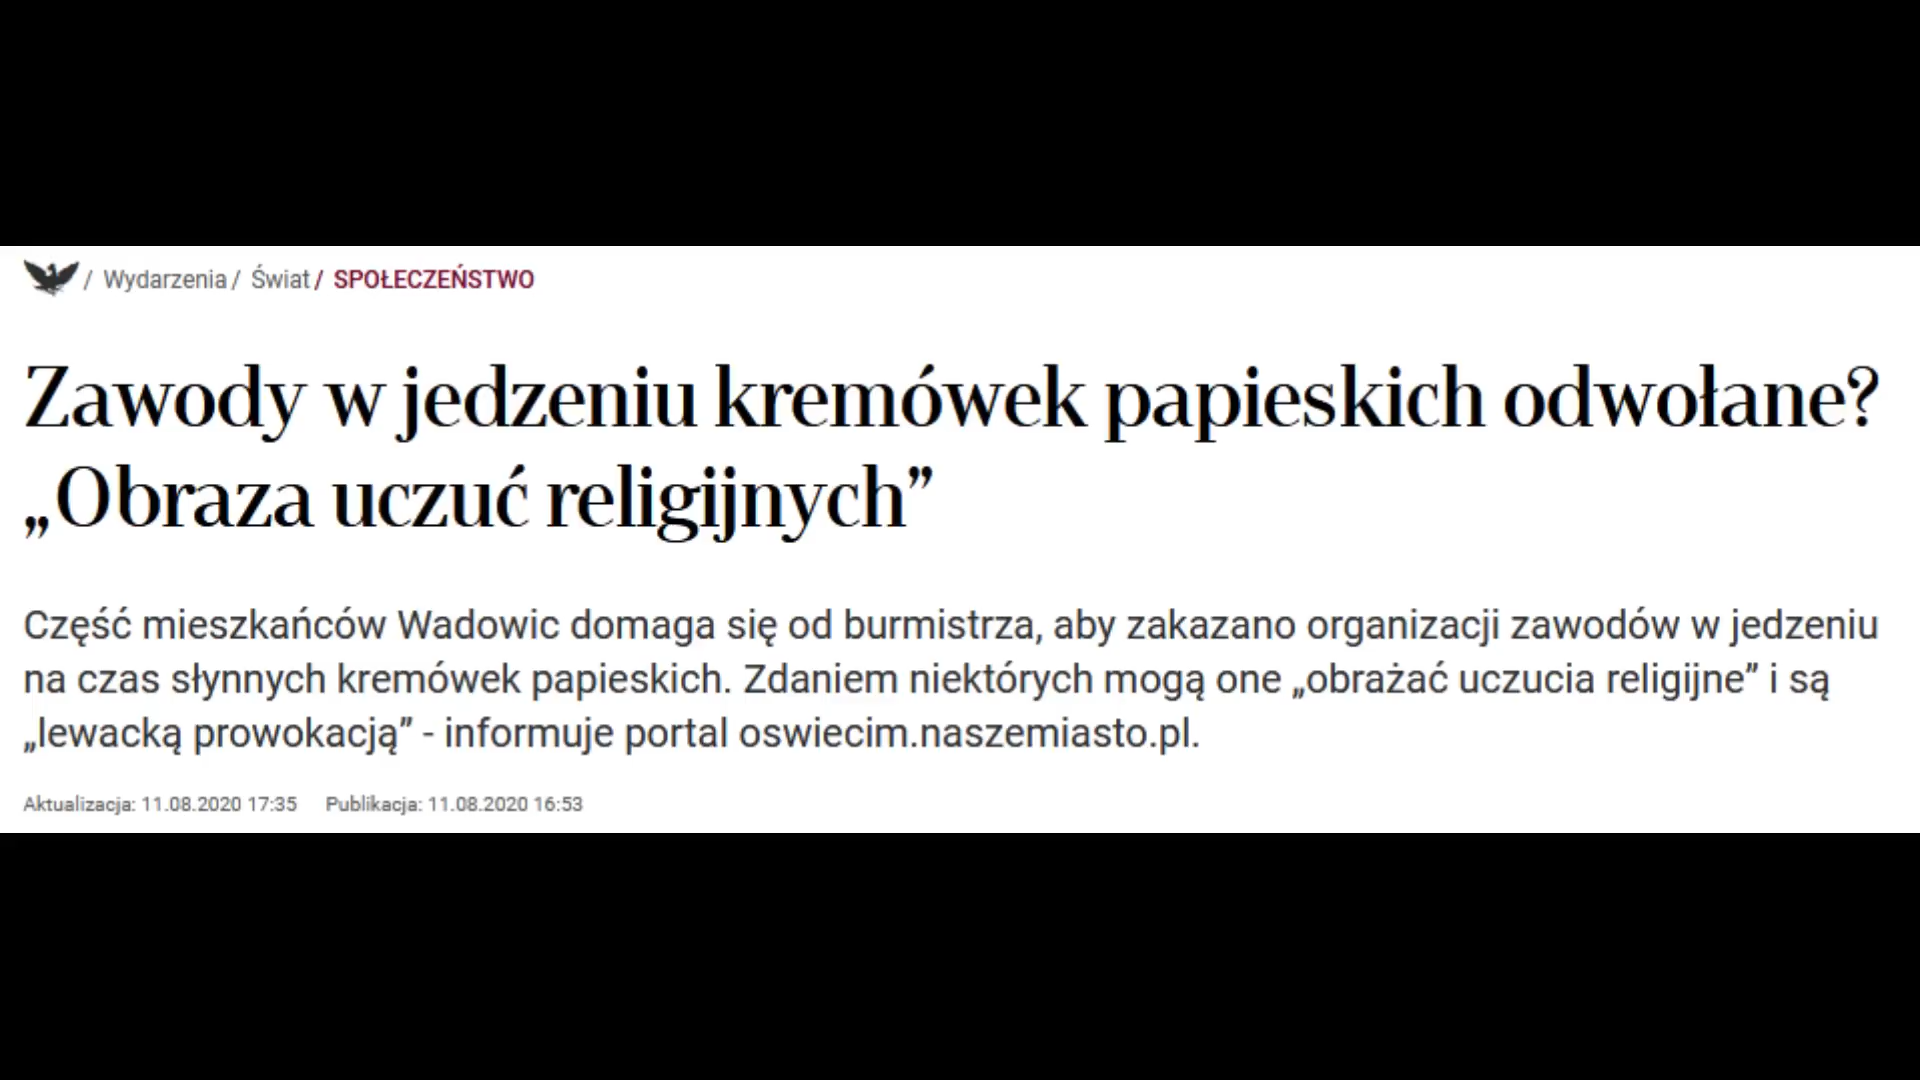 / Wydarzenia / Świat / SPOŁECZEŃSTWO
Zawody w jedzeniu kremówek papieskich odwołane?
„Obraza uczuć religijnych”
Część mieszkańców Wadowic domaga się od burmistrza, aby zakazano organizacji zawodów w jedzeniu
na czas słynnych kremówek papieskich. Zdaniem niektórych mogą one „obrażać uczucia religijne” i są
„lewacką prowokacją” - informuje portal oswiecim.naszemiasto.pl.
Aktualizacja: 11.08.2020 17:35 Publikacja: 11.08.2020 16:53